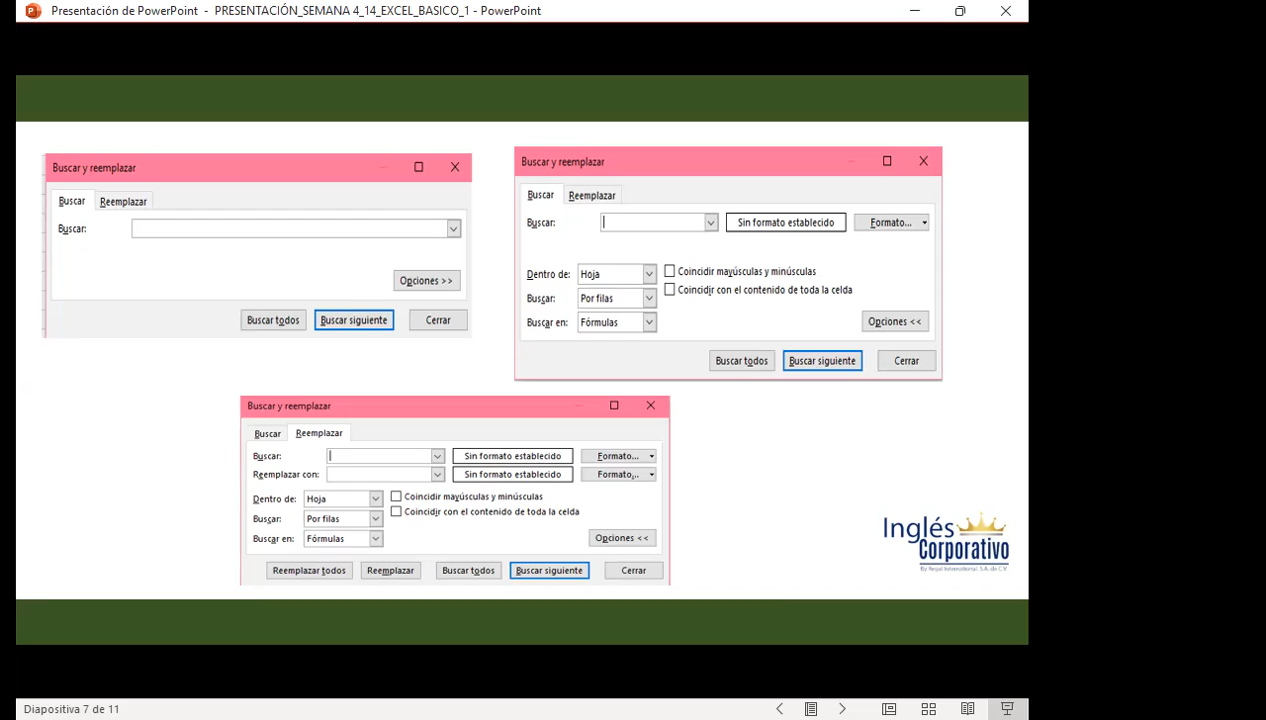 Presentación de PowerPoint - PRESENTACIÓN_SEMANA 4_14_EXCEL_BASICO_1 - PowerPoint
Buscar y reemplazar
Buscar Reemplazar
Buscar:
Opciones >>
Buscar todos Buscar siguiente Cerrar
Buscar y reemplazar
Buscar Reemplazar
Buscar: Sin formato establecido Formato...
Dentro de: Hoja Coincidir mayúsculas y minúsculas
Buscar: Por filas Coincidir con el contenido de toda la celda
Buscar en: Fórmulas
Opciones <<
Buscar todos Buscar siguiente Cerrar
Buscar y reemplazar
Buscar Reemplazar
Buscar: Sin formato establecido Formato...
Reemplazar con: Sin formato establecido Formato...
Dentro de: Hoja Coincidir mayúsculas y minúsculas
Buscar: Por filas Coincidir con el contenido de toda la celda
Buscar en: Fórmulas
Opciones <<
Reemplazar todos Reemplazar Buscar todos Buscar siguiente Cerrar
Inglés
Corporativo
By Regal International, S.A. de C.V.
Diapositiva 7 de 11